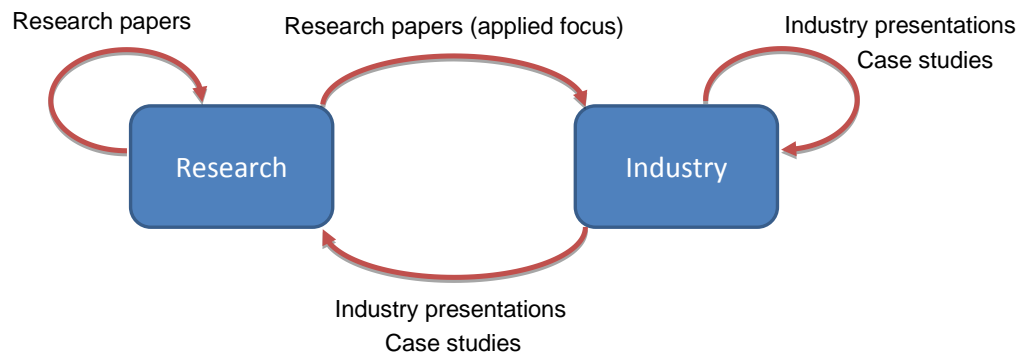 Research papers
Research papers (applied focus)
Industry presentations
Case studies
Research
Industry
Industry presentations
Case studies